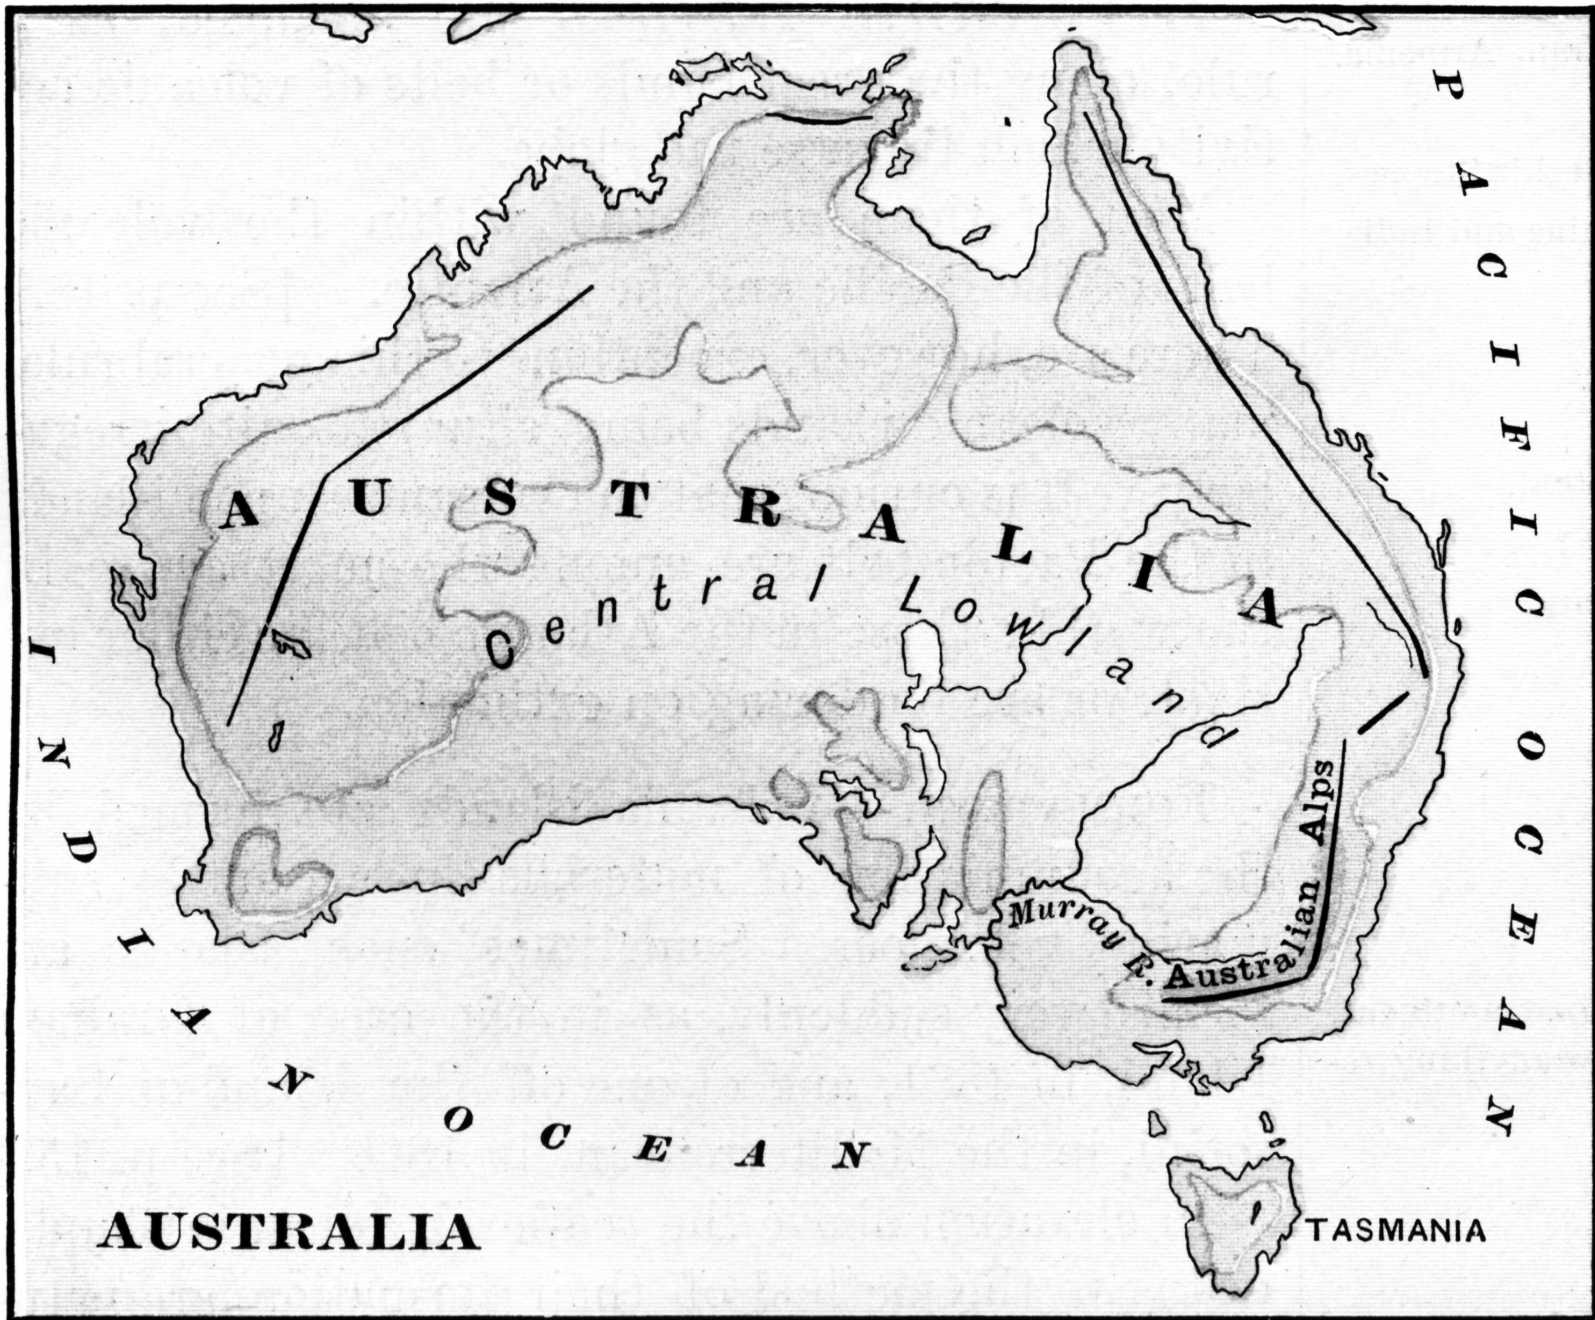 PACIFIC OCEAN
AUSTRALIA
Central Lowland
INDIAN OCEAN
Australian Alps
Murray R.
AUSTRALIA
TASMANIA